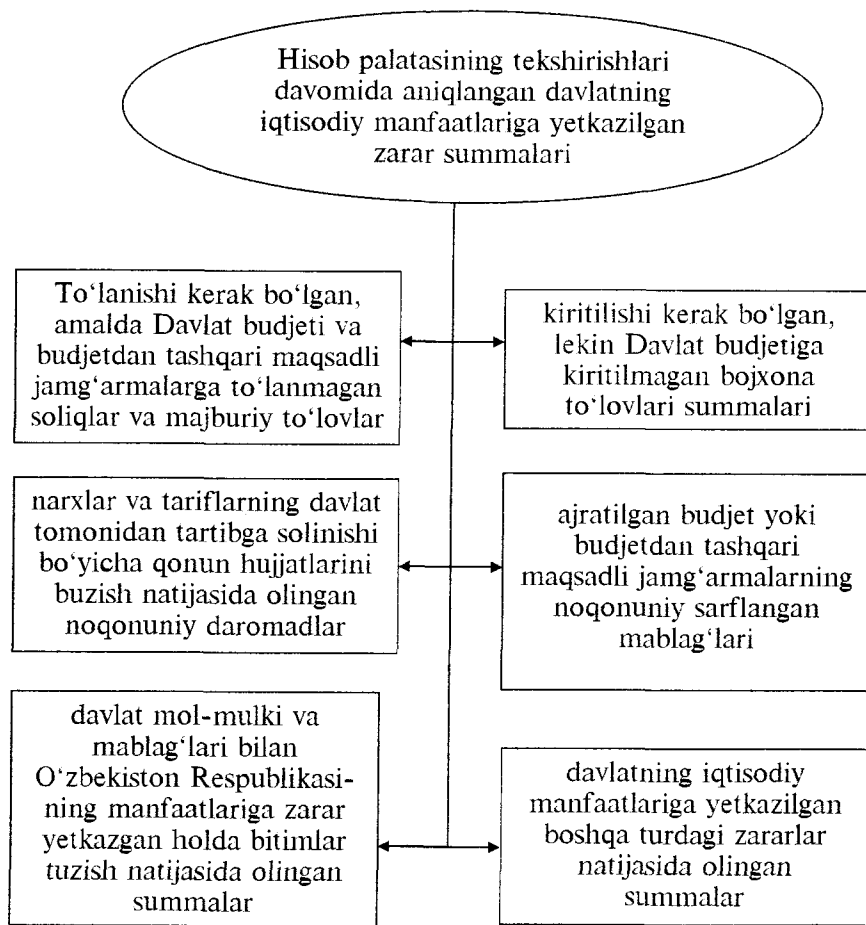 Hisob palatasining tekshirishlari
davomida aniqlangan davlatning
iqtisodiy manfaatlariga yetkazilgan
zarar summalari
To‘lanishi kerak bo‘lgan,
amalda Davlat budjeti va
budjetdan tashqari maqsadli
jamg‘armalarga to‘lanmagan
soliqlar va majburiy to‘lovlar
kiritilishi kerak bo‘lgan,
lekin Davlat budjetiga
kiritilmagan bojxona
to‘lovlari summalari
narxlar va tariflarning davlat
tomonidan tartibga solinishi
bo‘yicha qonun hujjatlarini
buzish natijasida olingan
noqonuniy daromadlar
ajratilgan budjet yoki
budjetdan tashqari
maqsadli jamg‘armalarning
noqonuniy sarflangan
mablag‘lari
davlat mol-mulki va
mablag‘lari bilan
O‘zbekiston Respublikasi-
ning manfaatlariga zarar
yetkazgan holda bitimlar
tuzish natijasida olingan
summalar
davlatning iqtisodiy
manfaatlariga yetkazilgan
boshqa turdagi zararlar
natijasida olingan
summalar